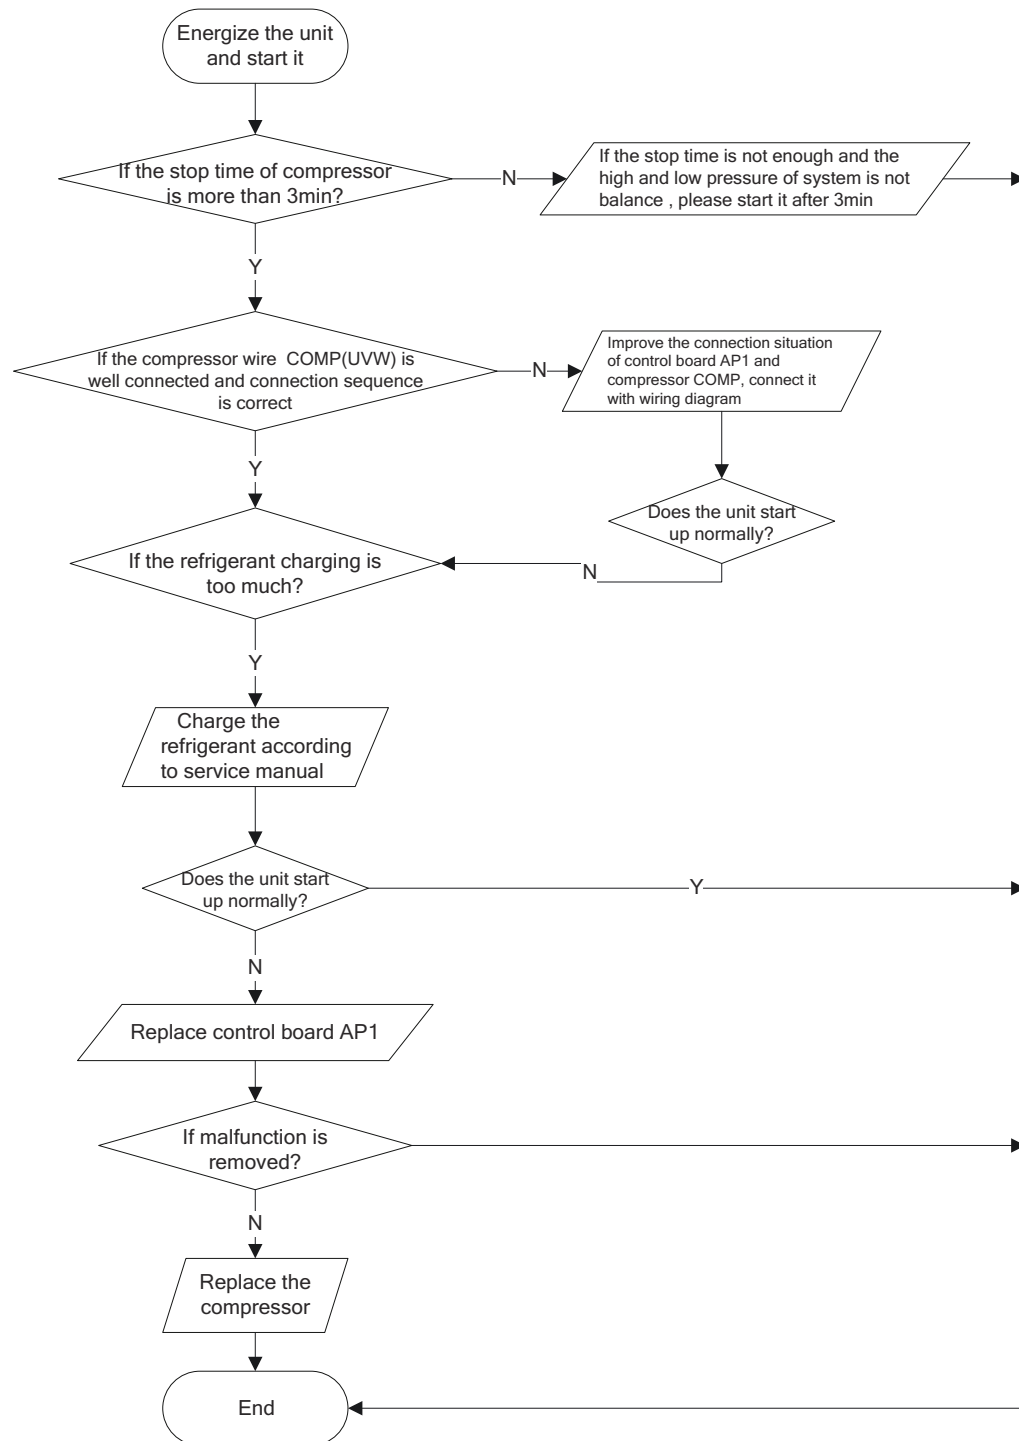 Energize the unit
and start it
If the stop time of compressor
is more than 3min?
N
If the stop time is not enough and the
high and low pressure of system is not
balance , please start it after 3min
Y
If the compressor wire COMP(UVW) is
well connected and connection sequence
is correct
N
Improve the connection situation
of control board AP1 and
compressor COMP, connect it
with wiring diagram
Y
Does the unit start
up normally?
If the refrigerant charging is
too much?
N
Y
Charge the
refrigerant according
to service manual
Does the unit start
up normally?
Y
N
Replace control board AP1
If malfunction is
removed?
N
Replace the
compressor
End